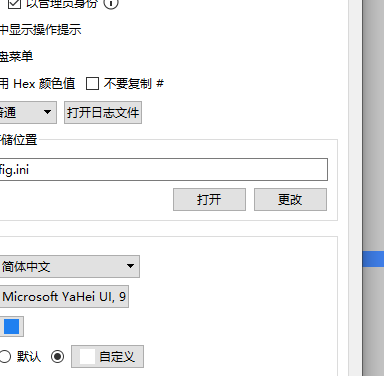 以管理员身份
中显示操作提示
盘菜单
用 Hex 颜色值 不要复制 #
普通 打开日志文件
储位置
fig.ini
打开 更改
简体中文
Microsoft YaHei UI, 9
默认 自定义